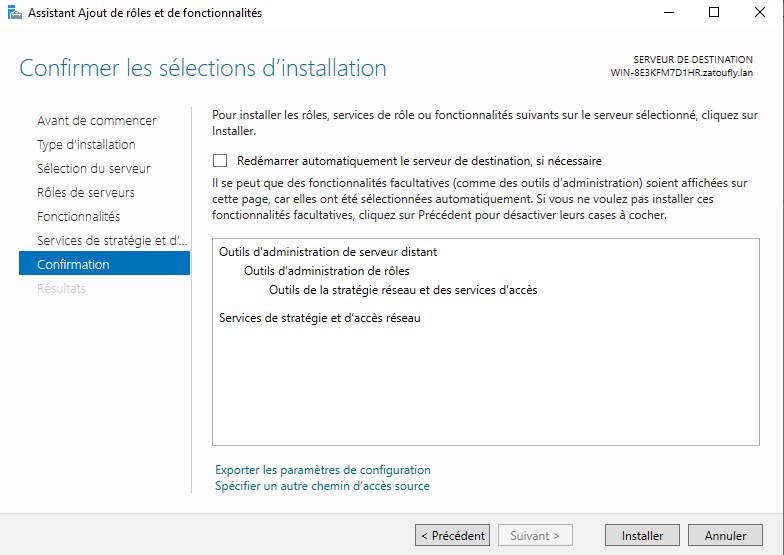 Assistant Ajout de rôles et de fonctionnalités
Confirmer les sélections d'installation
SERVEUR DE DESTINATION
WIN-8E3KFM7D1HR.zatoufly.lan
Avant de commencer
Type d'installation
Sélection du serveur
Rôles de serveurs
Fonctionnalités
Services de stratégie et d'...
Confirmation
Résultats
Pour installer les rôles, services de rôle ou fonctionnalités suivants sur le serveur sélectionné, cliquez sur
Installer.
Redémarrer automatiquement le serveur de destination, si nécessaire
Il se peut que des fonctionnalités facultatives (comme des outils d'administration) soient affichées sur
cette page, car elles ont été sélectionnées automatiquement. Si vous ne voulez pas installer ces
fonctionnalités facultatives, cliquez sur Précédent pour désactiver leurs cases à cocher.
Outils d'administration de serveur distant
Outils d'administration de rôles
Outils de la stratégie réseau et des services d'accès
Services de stratégie et d'accès réseau
Exporter les paramètres de configuration
Spécifier un autre chemin d'accès source
< Précédent
Suivant >
Installer
Annuler